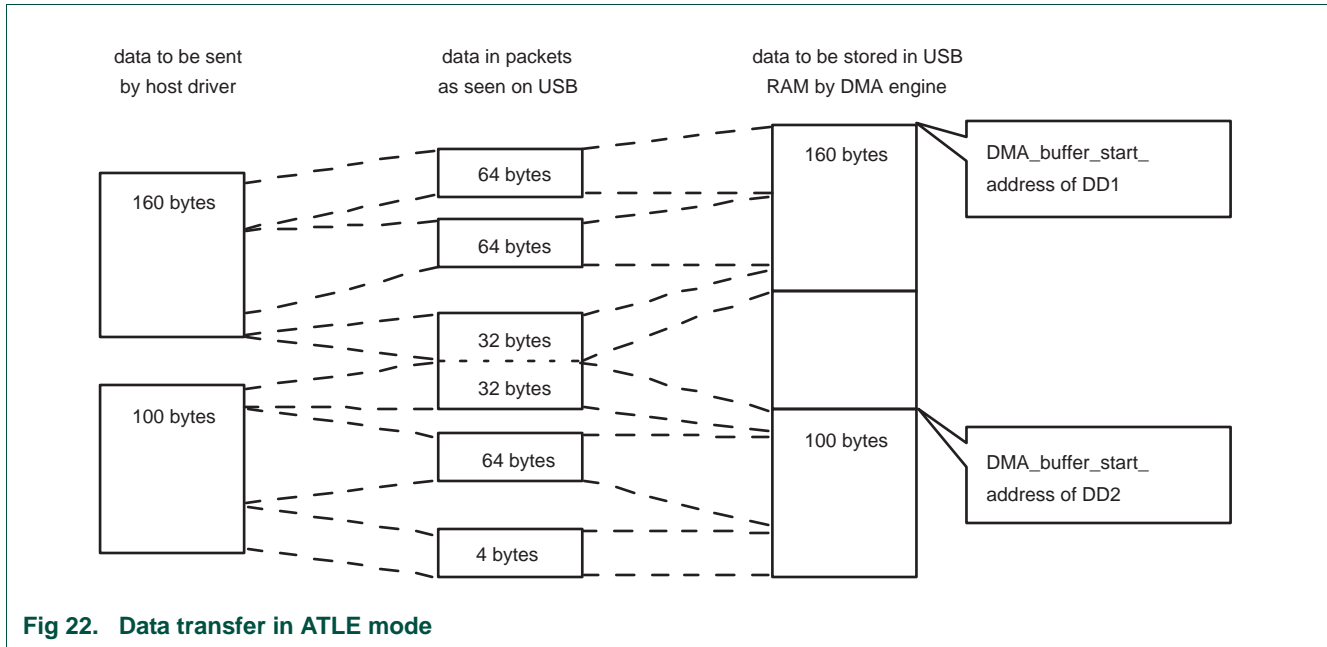 data to be sent
by host driver
data in packets
as seen on USB
data to be stored in USB
RAM by DMA engine
160 bytes
100 bytes
64 bytes
64 bytes
32 bytes
32 bytes
64 bytes
4 bytes
160 bytes
100 bytes
DMA_buffer_start_
address of DD1
DMA_buffer_start_
address of DD2
Fig 22. Data transfer in ATLE mode